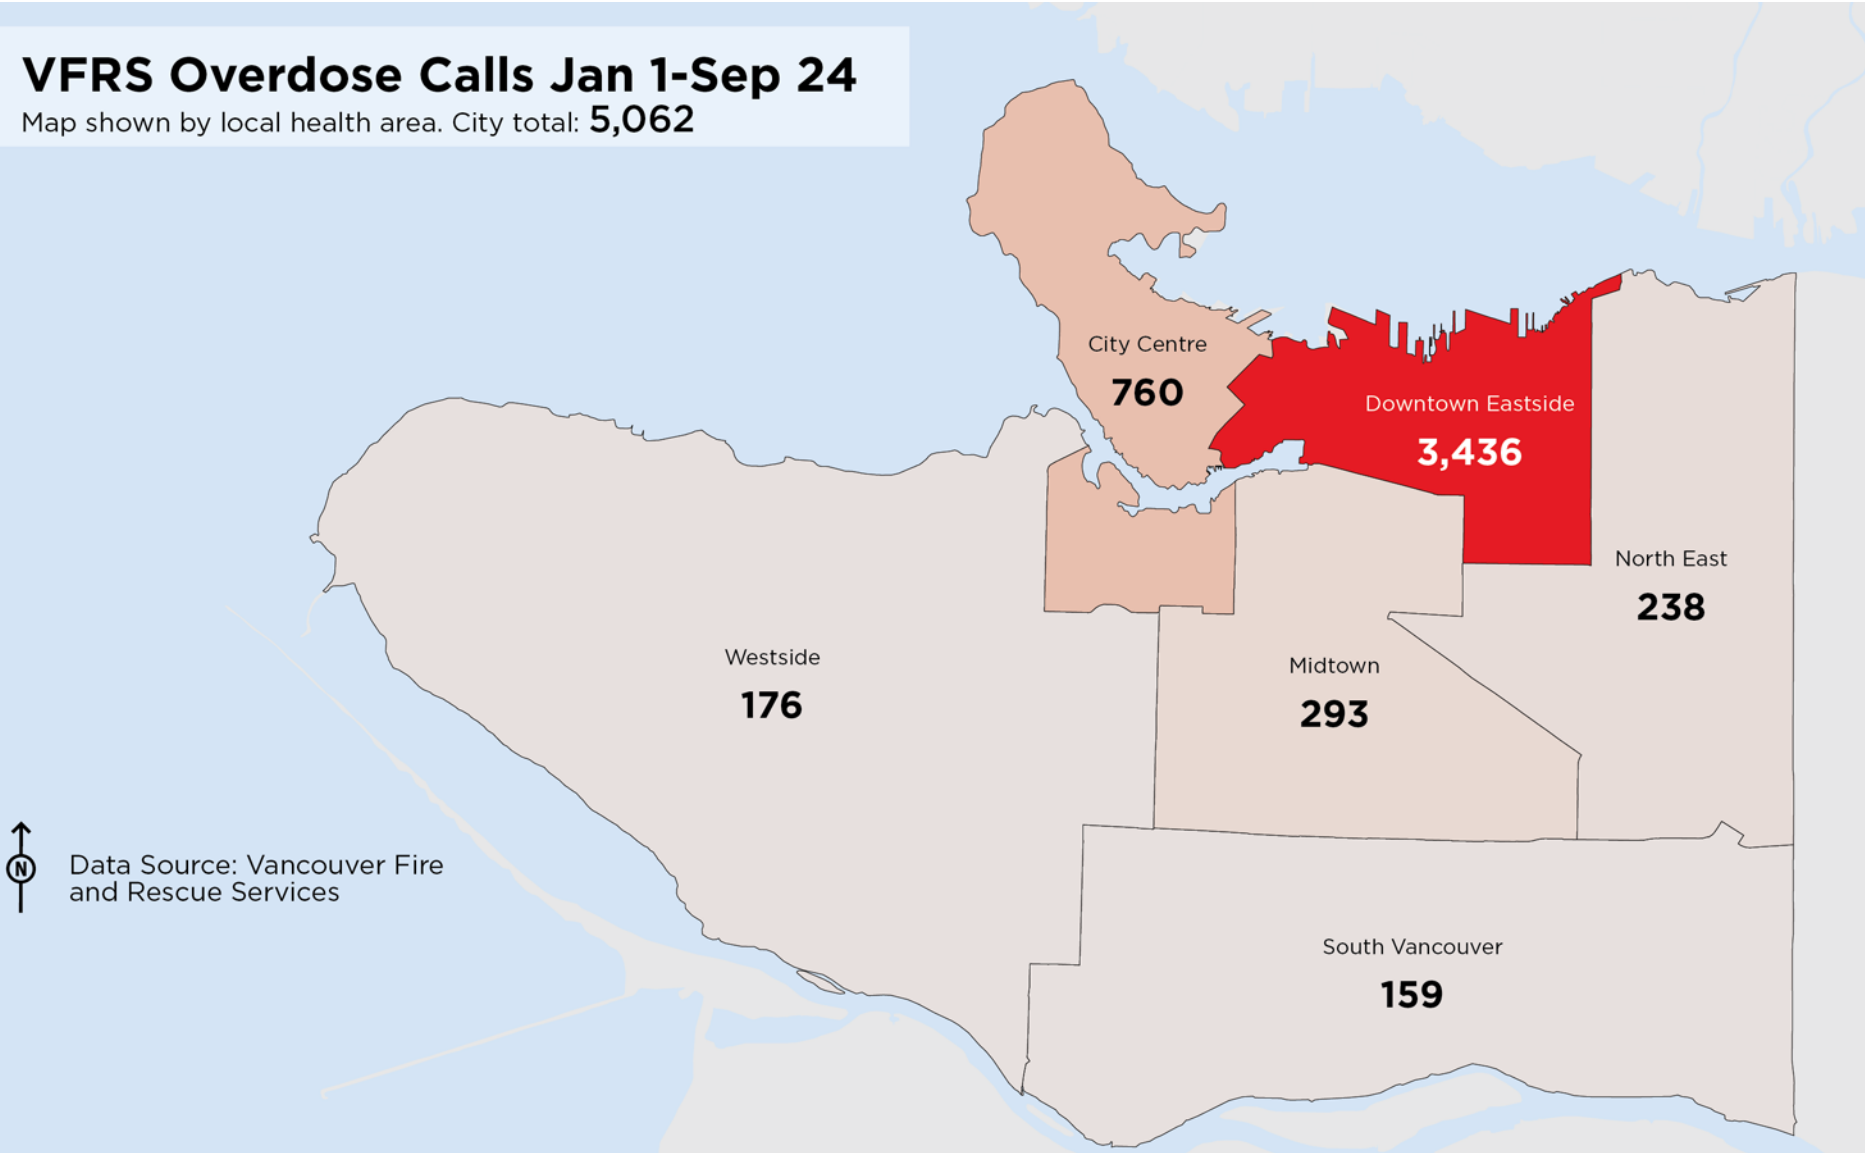 VFRS Overdose Calls Jan 1-Sep 24
Map shown by local health area. City total: 5,062
City Centre
760
Downtown Eastside
3,436
North East
238
Westside
176
Midtown
293
N
Data Source: Vancouver Fire
and Rescue Services
South Vancouver
159